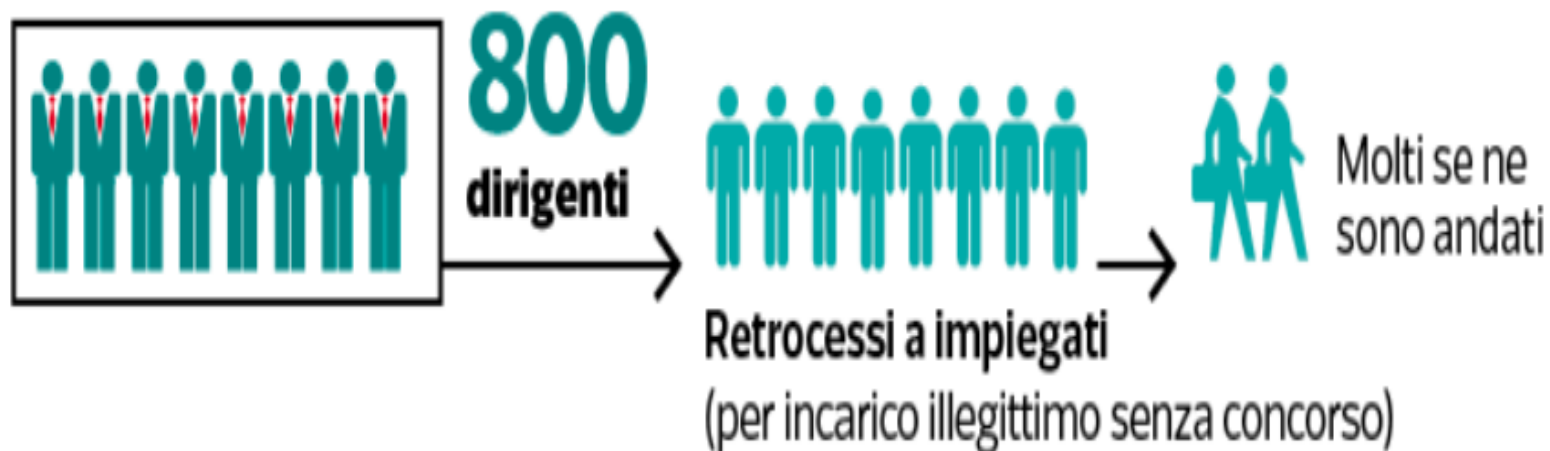 800
dirigenti
Retrocessi a impiegati
(per incarico illegittimo senza concorso)
Molti se ne
sono andati